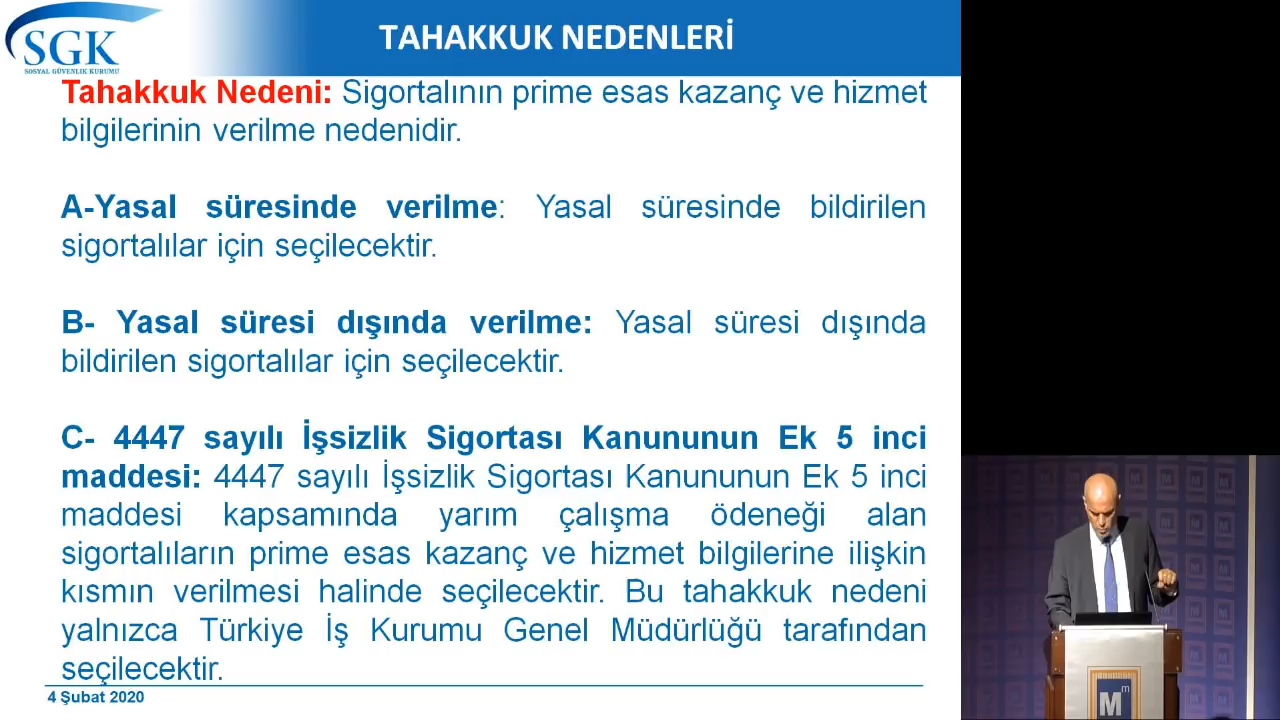 SGK
SOSYAL GÜVENLİK KURUMU
TAHAKKUK NEDENLERİ
Tahakkuk Nedeni: Sigortalının prime esas kazanç ve hizmet
bilgilerinin verilme nedenidir.
A-Yasal süresinde verilme: Yasal süresinde bildirilen
sigortalılar için seçilecektir.
B- Yasal süresi dışında verilme: Yasal süresi dışında
bildirilen sigortalılar için seçilecektir.
C- 4447 sayılı İşsizlik Sigortası Kanununun Ek 5 inci
maddesi: 4447 sayılı İşsizlik Sigortası Kanununun Ek 5 inci
maddesi kapsamında yarım çalışma ödeneği alan
sigortalıların prime esas kazanç ve hizmet bilgilerine ilişkin
kısmın verilmesi halinde seçilecektir. Bu tahakkuk nedeni
yalnızca Türkiye İş Kurumu Genel Müdürlüğü tarafından
seçilecektir.
4 Şubat 2020
M m